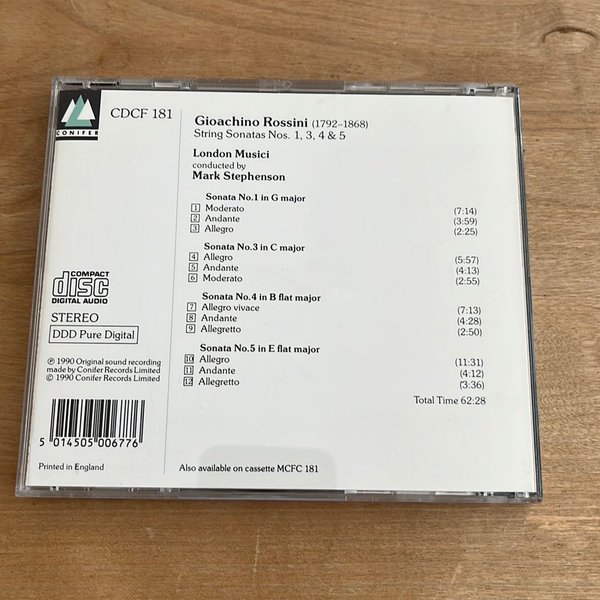 CONIFER
CDCF 181
Gioachino Rossini (1792–1868)
String Sonatas Nos. 1, 3, 4 & 5
London Musici
conducted by
Mark Stephenson
Sonata No.1 in G major
1 Moderato (7:14)
2 Andante (3:59)
3 Allegro (2:25)
Sonata No.3 in C major
4 Allegro (5:57)
5 Andante (4:13)
6 Moderato (2:55)
Sonata No.4 in B flat major
7 Allegro vivace (7:13)
8 Andante (4:28)
9 Allegretto (2:50)
Sonata No.5 in E flat major
10 Allegro (11:31)
11 Andante (4:12)
12 Allegretto (3:36)
Total Time 62:28
COMPACT
disc
DIGITAL AUDIO
STEREO
DDD Pure Digital
℗ 1990 Original sound recording
made by Conifer Records Limited
© 1990 Conifer Records Limited
5 014505 006776
Printed in England
Also available on cassette MCFC 181